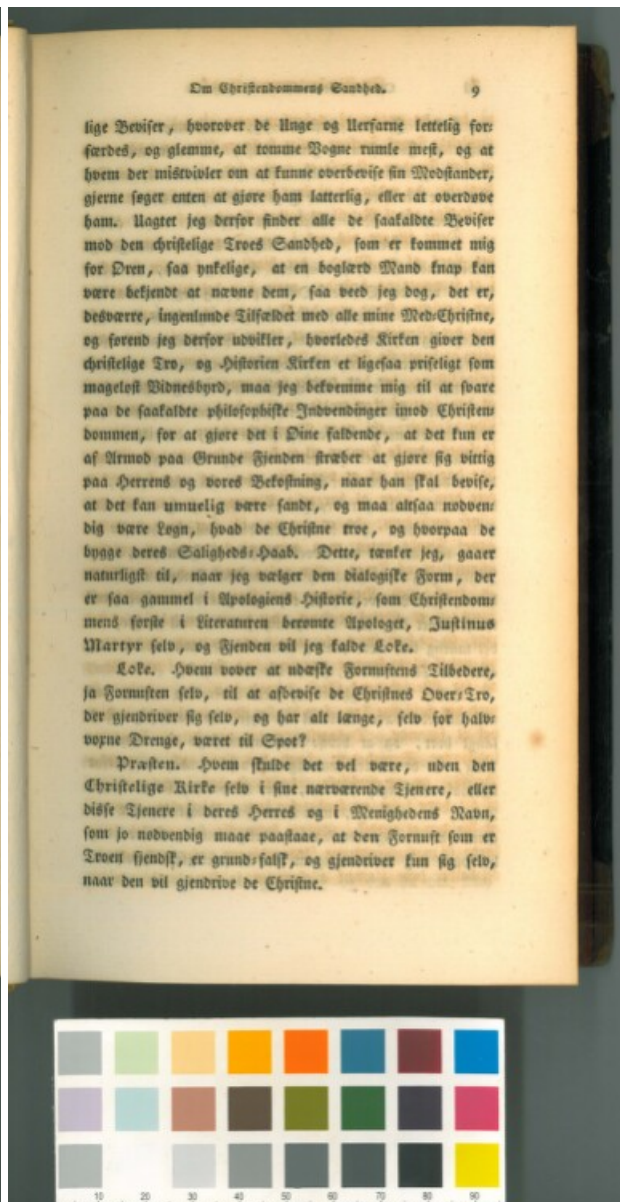 Om Christendommens Sandhed. 9
lige Beviser, hvorover de Unge og Uerfarne lettelig for-
færdes, og glemme, at tomme Vogne rumle mest, og at
hvem der mistvivler om at kunne overbevise sin Modstander,
gjerne søger enten at gjøre ham latterlig, eller at overdøve
ham. Uagtet jeg derfor finder alle de saakaldte Beviser
mod den christelige Troes Sandhed, som er kommet mig
for Øren, saa ynkelige, at en boglærd Mand knap kan
være bekjendt at nævne dem, saa veed jeg dog, det er,
desværre, ingenlunde Tilfældet med alle mine Med-Christne,
og førend jeg derfor udvikler, hvorledes Kirken giver den
christelige Tro, og Historien Kirken et ligesaa priseligt som
mageløst Vidnesbyrd, maa jeg beqvemme mig til at svare
paa de saakaldte philosophiske Indvendinger imod Christen-
dommen, for at gjøre det i Øine faldende, at det kun er
af Armod paa Grunde Fjenden stræber at gjøre sig vittig
paa Herrens og vores Bekostning, naar han skal bevise,
at det kan umuelig være sandt, og maa altsaa nødven-
dig være Løgn, hvad de Christne troe, og hvorpaa de
bygge deres Saligheds-Haab. Dette, tænker jeg, gaaer
naturligst til, naar jeg vælger den dialogiske Form, der
er saa gammel i Apologiens Historie, som Christendom-
mens første i Literaturen berømte Apologet, Justinus
Martyr selv, og Fjenden vil jeg kalde Loke.
Loke. Hvem vover at udæske Fornuftens Tilbedere,
ja Fornuften selv, til at afbevise de Christnes Over-Tro,
der gjendriver sig selv, og har alt længe, selv for halv-
voxne Drenge, været til Spot?
Præsten. Hvem skulde det vel være, uden den
Christelige Kirke selv i sine nærværende Tjenere, eller
disse Tjenere i deres Herres og i Menighedens Navn,
som jo nødvendig maae paastaae, at den Fornuft som er
Troen fjendsk, er grund-falsk, og gjendriver kun sig selv,
naar den vil gjendrive de Christne.
10 20 30 40 50 60 70 80 90